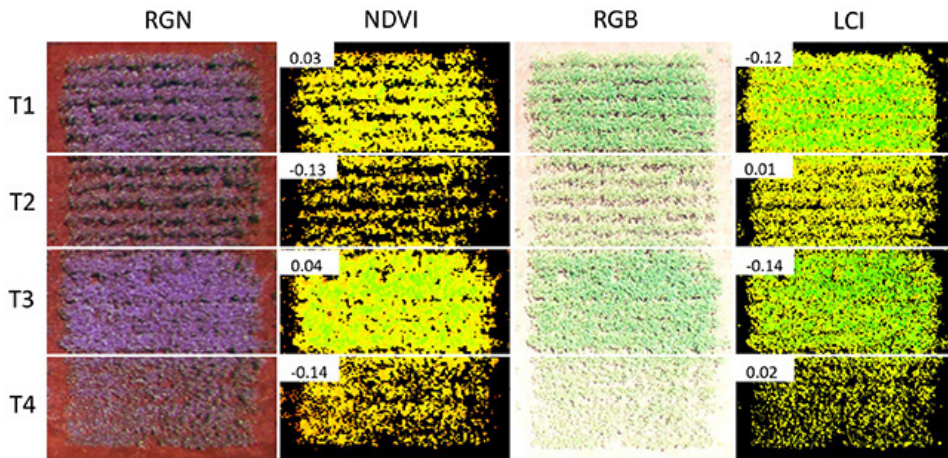 RGN NDVI RGB LCI
T1 0.03 -0.12
T2 -0.13 0.01
T3 0.04 -0.14
T4 -0.14 0.02